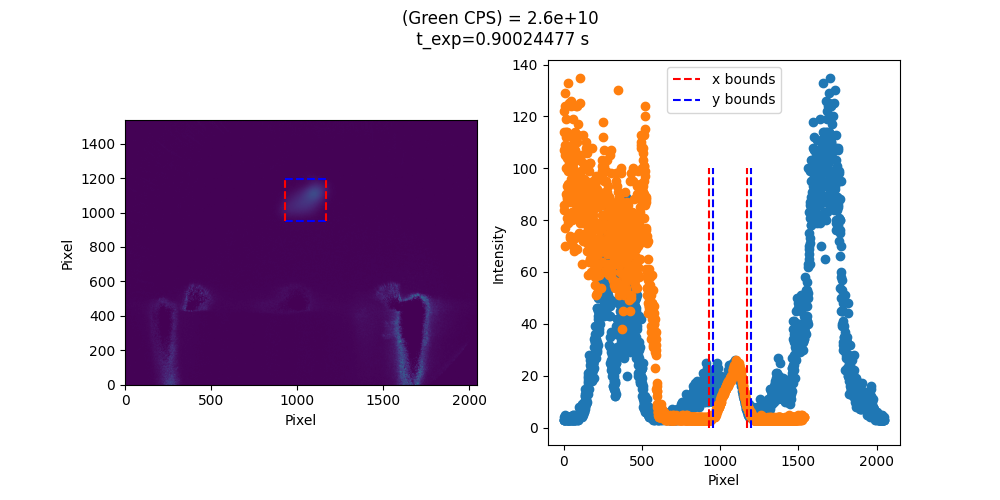 (Green CPS) = 2.6e+10
t_exp=0.90024477 s
1400
1200
1000
800
600
400
200
0
0 500 1000 1500 2000
Pixel
Pixel
140
120
100
80
60
40
20
0
0 500 1000 1500 2000
Intensity
Pixel
x bounds
y bounds